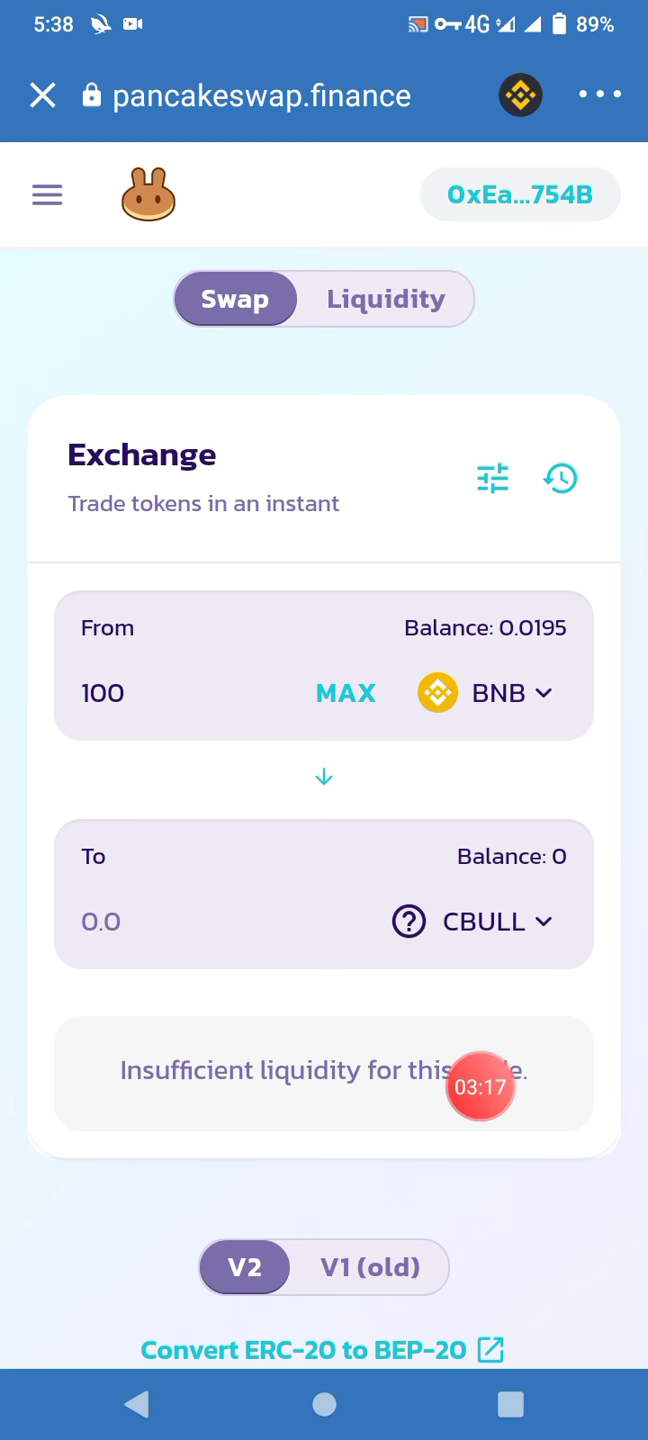 5:38 4G 89%
pancakeswap.finance
0xEa...754B
Swap Liquidity
Exchange
Trade tokens in an instant
From Balance: 0.0195
100 MAX BNB
To Balance: 0
0.0 CBULL
Insufficient liquidity for this
03:17
V2 V1 (old)
Convert ERC-20 to BEP-20